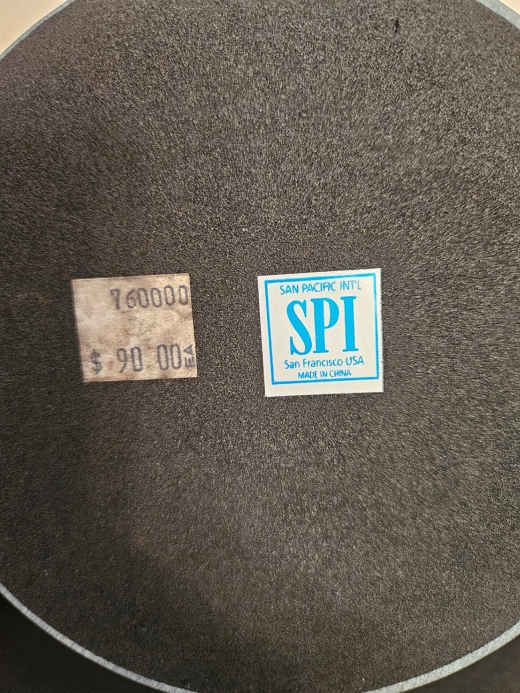 760000
$ 90 00 EA
SAN PACIFIC INT'L
SPI
San Francisco USA
MADE IN CHINA